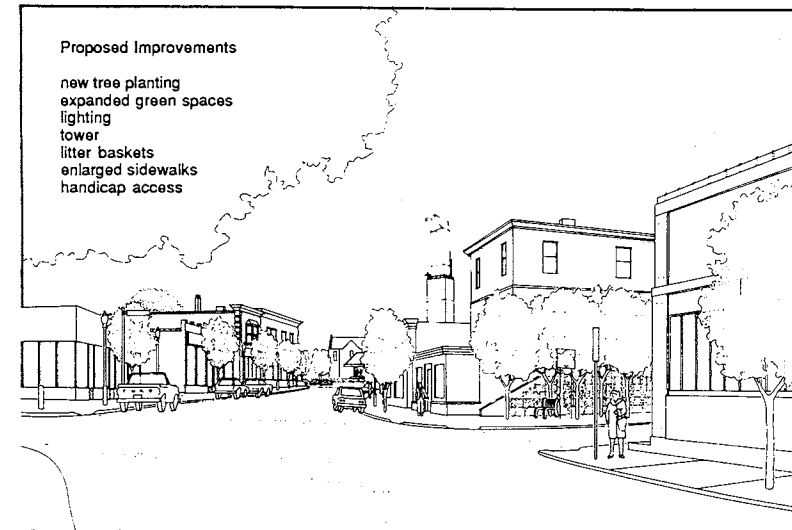 Proposed Improvements
new tree planting
expanded green spaces
lighting
tower
litter baskets
enlarged sidewalks
handicap access